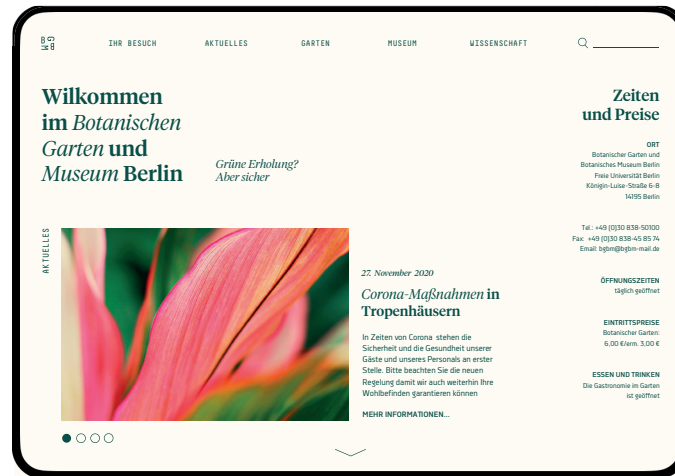 GB
BM
IHR BESUCH
AKTUELLES
GARTEN
MUSEUM
WISSENSCHAFT
Wilkommen
im Botanischen
Garten und
Museum Berlin
Grüne Erholung?
Aber sicher
AKTUELLES
27. November 2020
Corona-Maßnahmen in
Tropenhäusern
In Zeiten von Corona stehen die
Sicherheit und die Gesundheit unserer
Gäste und unseres Personals an erster
Stelle. Bitte beachten Sie die neuen
Regelung damit wir auch weiterhin Ihre
Wohlbefinden garantieren können
MEHR INFORMATIONEN...
Zeiten
und Preise
ORT
Botanischer Garten und
Botanisches Museum Berlin
Freie Universität Berlin
Königin-Luise-Straße 6-8
14195 Berlin
Tel.: +49 (0)30 838-50100
Fax: +49 (0)30 838-45 85 74
Email: bgbm@bgbm-mail.de
ÖFFNUNGSZEITEN
täglich geöffnet
EINTRITTSPREISE
Botanischer Garten:
6,00 €/erm. 3,00 €
ESSEN UND TRINKEN
Die Gastronomie im Garten
ist geöffnet